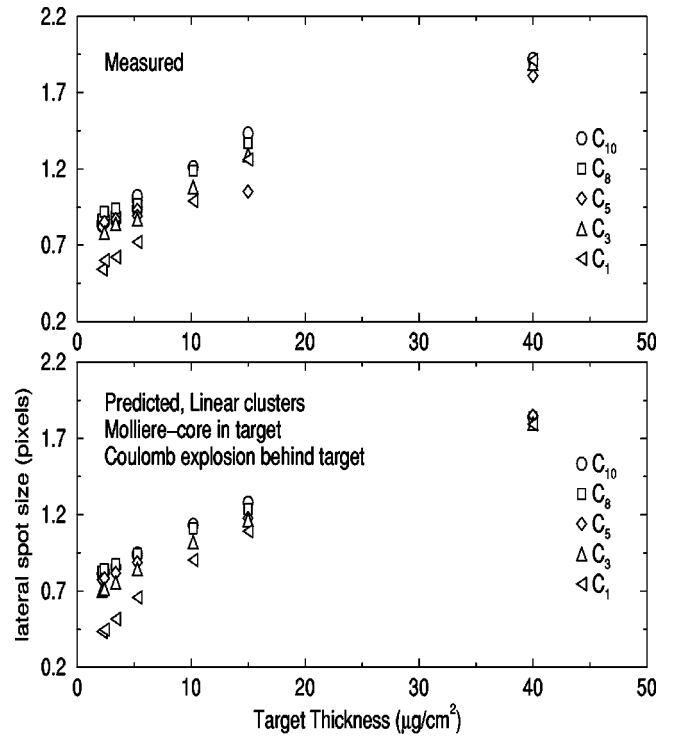 2.2
Measured
1.7
1.2
0.7
0.2
0 10 20 30 40 50
C10
C8
C5
C3
C1
2.2
Predicted, Linear clusters
Molliere–core in target
Coulomb explosion behind target
1.7
1.2
0.7
0.2
0 10 20 30 40 50
C10
C8
C5
C3
C1
lateral spot size (pixels)
Target Thickness (μg/cm²)